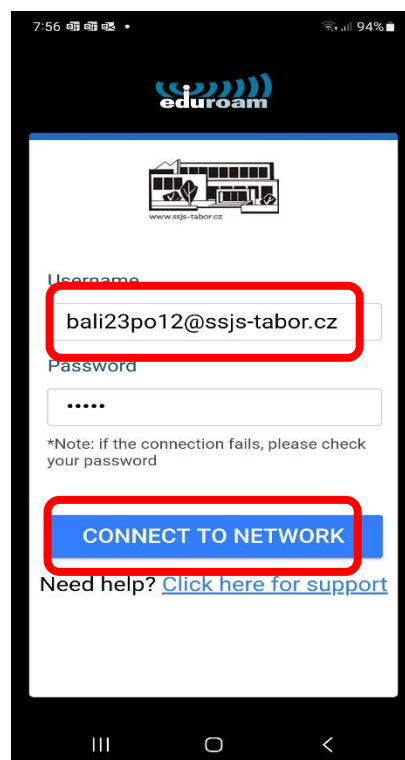 7:56
94%
eduroam
www.ssjs-tabor.cz
Username
bali23po12@ssjs-tabor.cz
Password
•••••
*Note: if the connection fails, please check
your password
CONNECT TO NETWORK
Need help? Click here for support